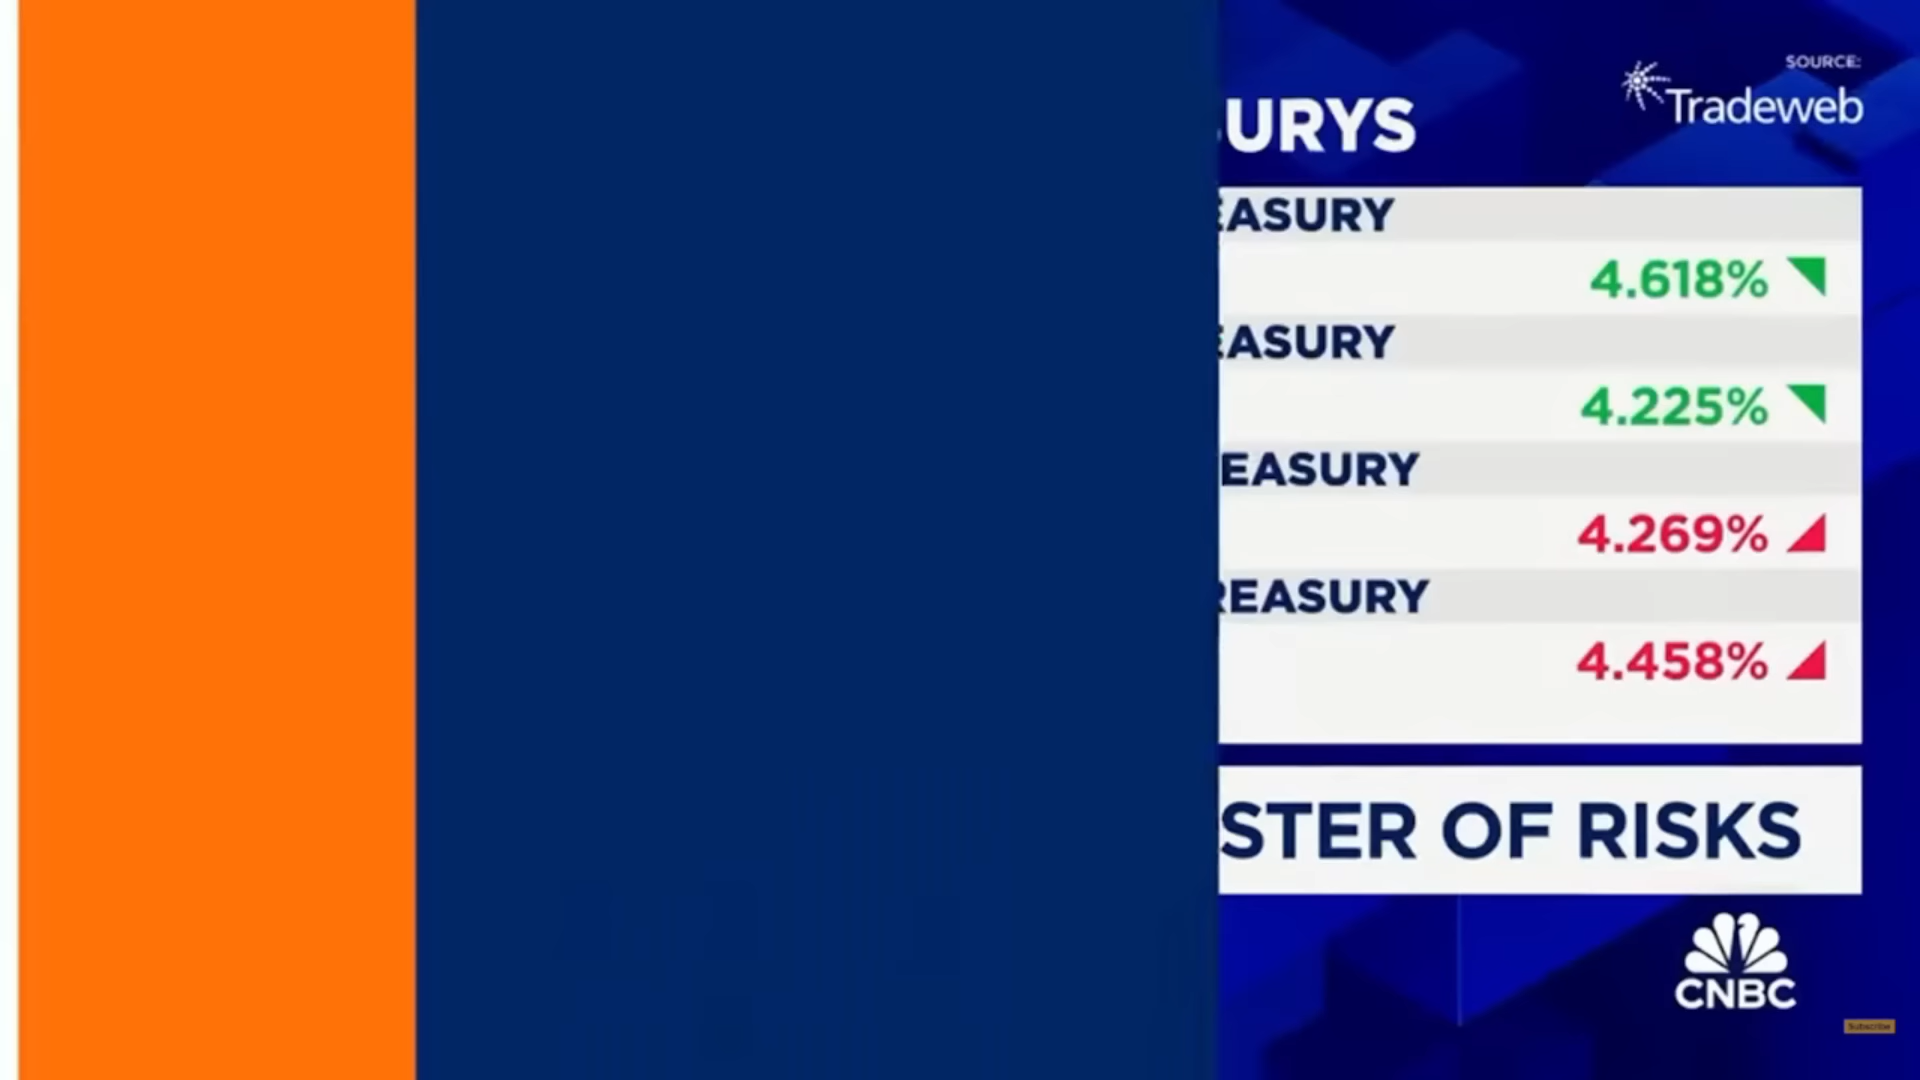 SOURCE:
Tradeweb
URYS
EASURY
4.618%
EASURY
4.225%
EASURY
4.269%
REASURY
4.458%
STER OF RISKS
CNBC
Subscribe